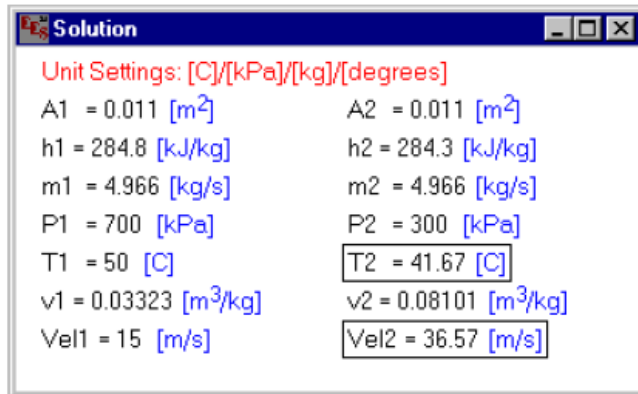 EES Solution
Unit Settings: [C]/[kPa]/[kg]/[degrees]
A1 = 0.011 [m²] A2 = 0.011 [m²]
h1 = 284.8 [kJ/kg] h2 = 284.3 [kJ/kg]
m1 = 4.966 [kg/s] m2 = 4.966 [kg/s]
P1 = 700 [kPa] P2 = 300 [kPa]
T1 = 50 [C] T2 = 41.67 [C]
v1 = 0.03323 [m³/kg] v2 = 0.08101 [m³/kg]
Vel1 = 15 [m/s] Vel2 = 36.57 [m/s]